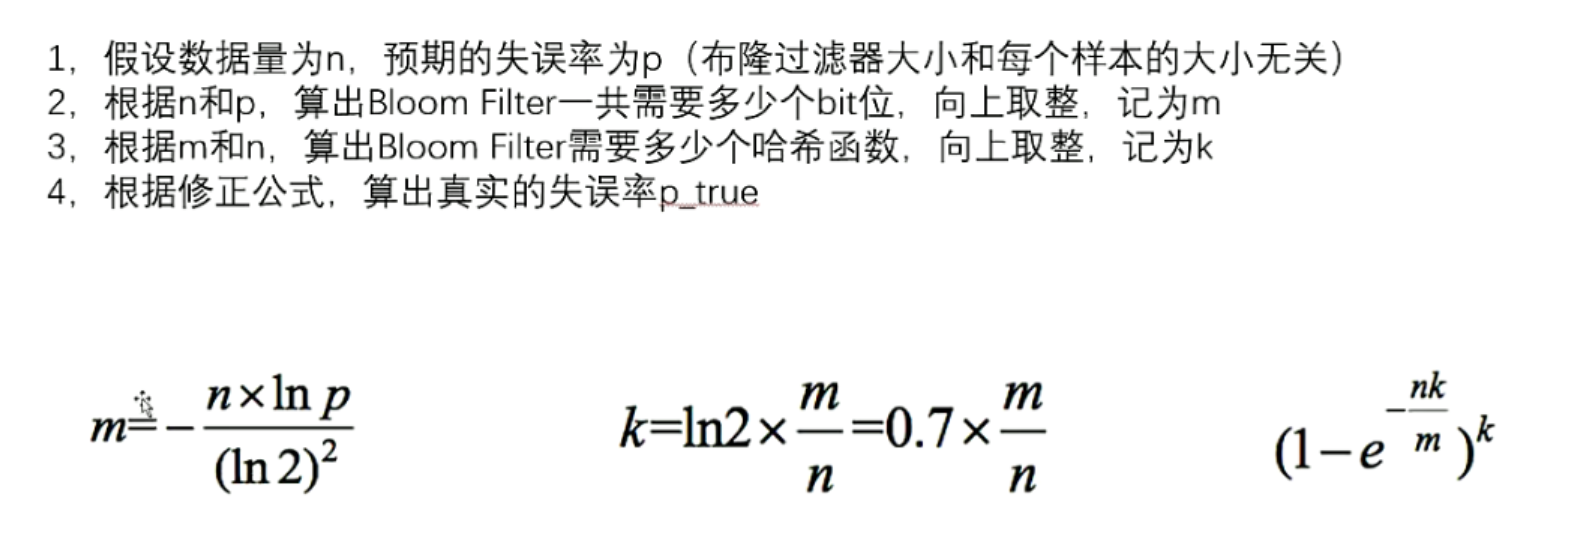 1，假设数据量为n，预期的失误率为p（布隆过滤器大小和每个样本的大小无关）
2，根据n和p，算出Bloom Filter一共需要多少个bit位，向上取整，记为m
3，根据m和n，算出Bloom Filter需要多少个哈希函数，向上取整，记为k
4，根据修正公式，算出真实的失误率p_true
m=-\frac{n×ln p}{(ln 2)^2} k=ln2×\frac{m}{n}=0.7×\frac{m}{n} (1-e^{-\frac{nk}{m}})^k